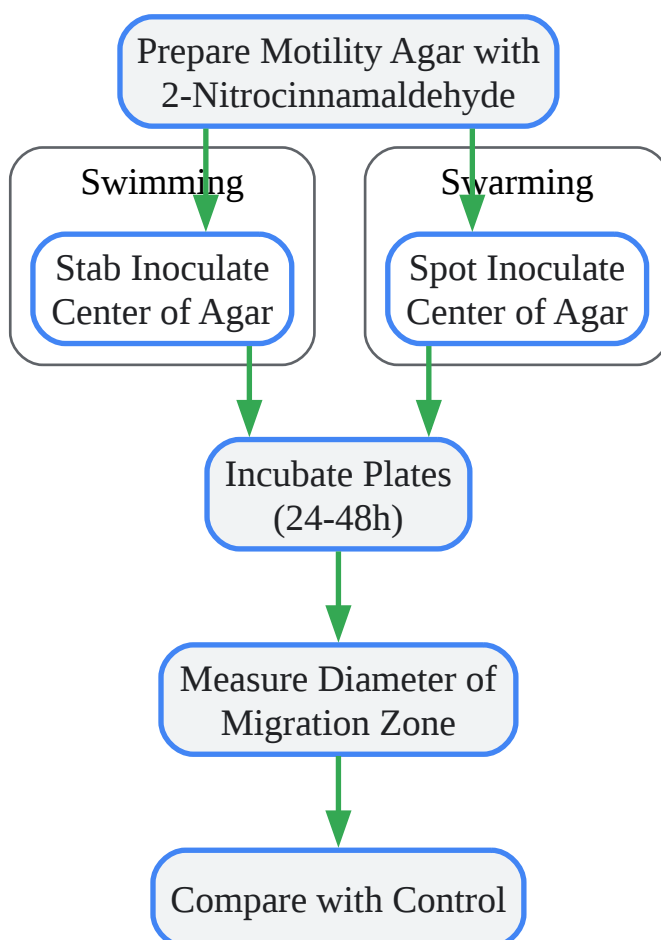 Prepare Motility Agar with
2-Nitrocinnamaldehyde
Swimming
Stab Inoculate
Center of Agar
Swarming
Spot Inoculate
Center of Agar
Incubate Plates
(24-48h)
Measure Diameter of
Migration Zone
Compare with Control